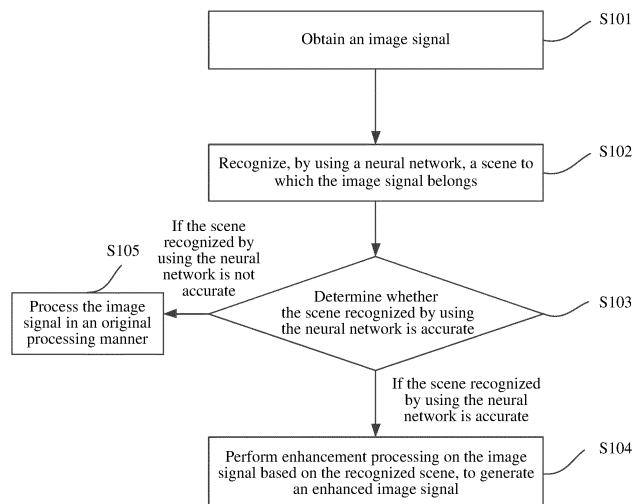 S101
Obtain an image signal
S102
Recognize, by using a neural network, a scene to
which the image signal belongs
If the scene
recognized by
using the neural
network is not
accurate
S105
Process the image
signal in an original
processing manner
Determine whether
the scene recognized by using
the neural network is accurate
S103
If the scene recognized
by using the neural
network is accurate
S104
Perform enhancement processing on the image
signal based on the recognized scene, to generate
an enhanced image signal